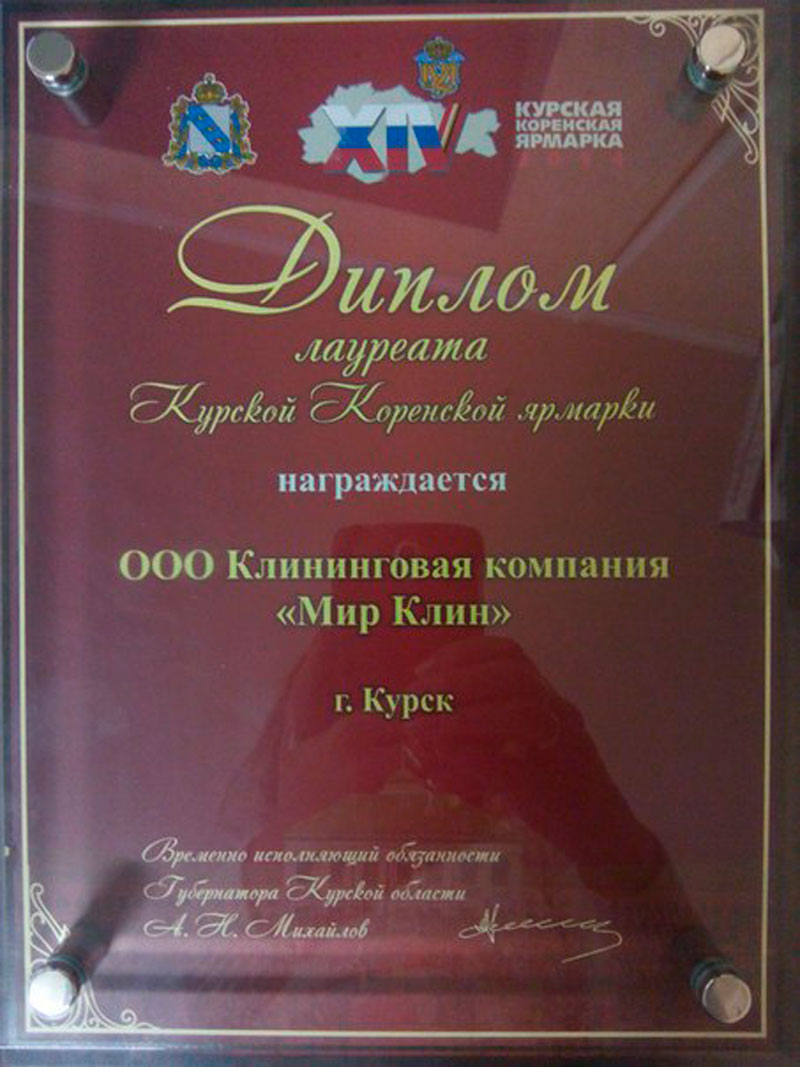 XIV
КУРСКАЯ
КОРЕНСКАЯ
ЯРМАРКА
2014
Диплом
лауреата
Курской Коренской ярмарки
награждается
ООО Клининговая компания
«Мир Клин»
г. Курск
Временно исполняющий обязанности
Губернатора Курской области
А. Н. Михайлов